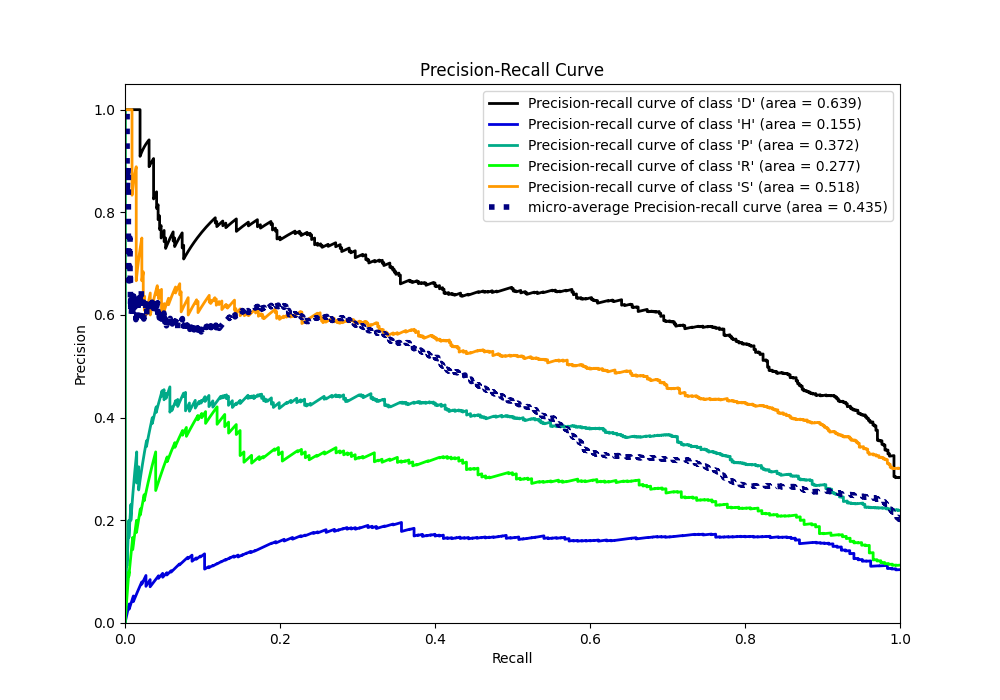 Precision-Recall Curve
Precision-recall curve of class 'D' (area = 0.639)
Precision-recall curve of class 'H' (area = 0.155)
Precision-recall curve of class 'P' (area = 0.372)
Precision-recall curve of class 'R' (area = 0.277)
Precision-recall curve of class 'S' (area = 0.518)
micro-average Precision-recall curve (area = 0.435)
Precision
1.0
0.8
0.6
0.4
0.2
0.0
0.0 0.2 0.4 0.6 0.8 1.0
Recall